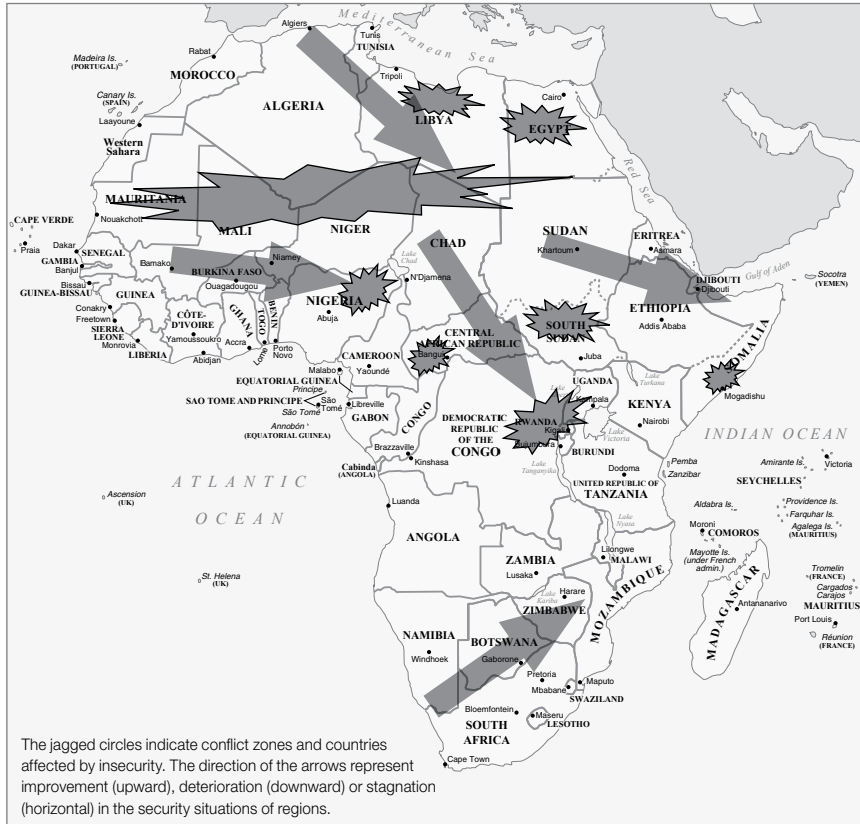 Mediterranean Sea
Algiers
Tunis
TUNISIA
Rabat
Madeira Is.
(PORTUGAL)
Tripoli
MOROCCO
Canary Is.
(SPAIN)
Cairo
ALGERIA
Laayoune
LIBYA
EGYPT
Western
Sahara
Red Sea
MAURITANIA
Nouakchott
CAPE VERDE
Praia
MALI
NIGER
CHAD
SUDAN
ERITREA
Khartoum
Asmara
Dakar
SENEGAL
GAMBIA
Banjul
Bamako
Niamey
Lake
Chad
N'Djamena
Gulf of Aden
Socotra
(YEMEN)
Bissau
GUINEA-BISSAU
BURKINA FASO
Ouagadougou
DJIBOUTI
Djibouti
GUINEA
NIGERIA
Abuja
ETHIOPIA
Addis Ababa
Conakry
Freetown
SIERRA
LEONE
Monrovia
LIBERIA
CÔTE-
D'IVOIRE
Yamoussoukro
Abidjan
GHANA
Accra
TOGO
Lome
BENIN
Porto
Novo
SOUTH
SUDAN
Juba
SOMALIA
Mogadishu
CENTRAL
AFRICAN REPUBLIC
Bangui
CAMEROON
Yaoundé
Malabo
EQUATORIAL GUINEA
Principe
SAO TOME AND PRINCIPE
São Tomé
São
Tomé
Libreville
GABON
CONGO
Annobón
(EQUATORIAL GUINEA)
UGANDA
Kampala
Lake
Turkana
KENYA
Nairobi
RWANDA
Kigali
Bujumbura
BURUNDI
Lake
Victoria
DEMOCRATIC
REPUBLIC
OF THE
CONGO
Brazzaville
Kinshasa
Cabinda
(ANGOLA)
Lake
Tanganyika
Dodoma
UNITED REPUBLIC OF
TANZANIA
Pemba
Zanzibar
INDIAN OCEAN
Amirante Is.
Victoria
SEYCHELLES
ATLANTIC
OCEAN
Ascension
(UK)
Luanda
Aldabra Is.
Providence Is.
Farquhar Is.
Agalega Is.
(MAURITIUS)
Moroni
COMOROS
Mayotte Is.
(under French
admin.)
Lake
Nyasa
ANGOLA
ZAMBIA
Lusaka
Lilongwe
MALAWI
St. Helena
(UK)
Tromelin
(FRANCE)
Cargados
Carajos
MAURITIUS
Port Louis
Réunion
(FRANCE)
MADAGASCAR
Antananarivo
Harare
Lake
Kariba
ZIMBABWE
MOZAMBIQUE
NAMIBIA
Windhoek
BOTSWANA
Gaborone
Pretoria
Mbabane
Maputo
SWAZILAND
Bloemfontein
Maseru
LESOTHO
SOUTH
AFRICA
Cape Town
The jagged circles indicate conflict zones and countries
affected by insecurity. The direction of the arrows represent
improvement (upward), deterioration (downward) or stagnation
(horizontal) in the security situations of regions.